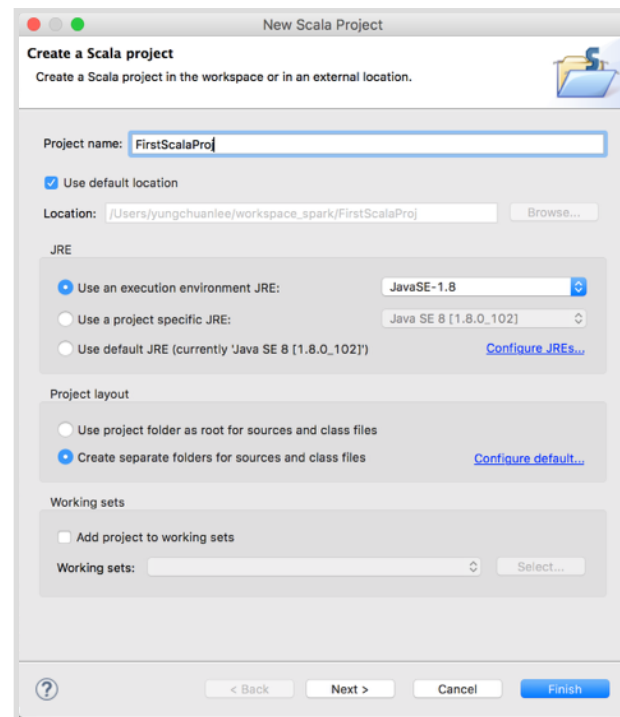 New Scala Project
Create a Scala project
Create a Scala project in the workspace or in an external location.
S
Project name: FirstScalaProj
Use default location
Location: /Users/yungchuanlee/workspace_spark/FirstScalaProj Browse...
JRE
Use an execution environment JRE: JavaSE-1.8
Use a project specific JRE: Java SE 8 [1.8.0_102]
Use default JRE (currently 'Java SE 8 [1.8.0_102]') Configure JREs...
Project layout
Use project folder as root for sources and class files
Create separate folders for sources and class files Configure default...
Working sets
Add project to working sets
Working sets: Select...
? < Back Next > Cancel Finish